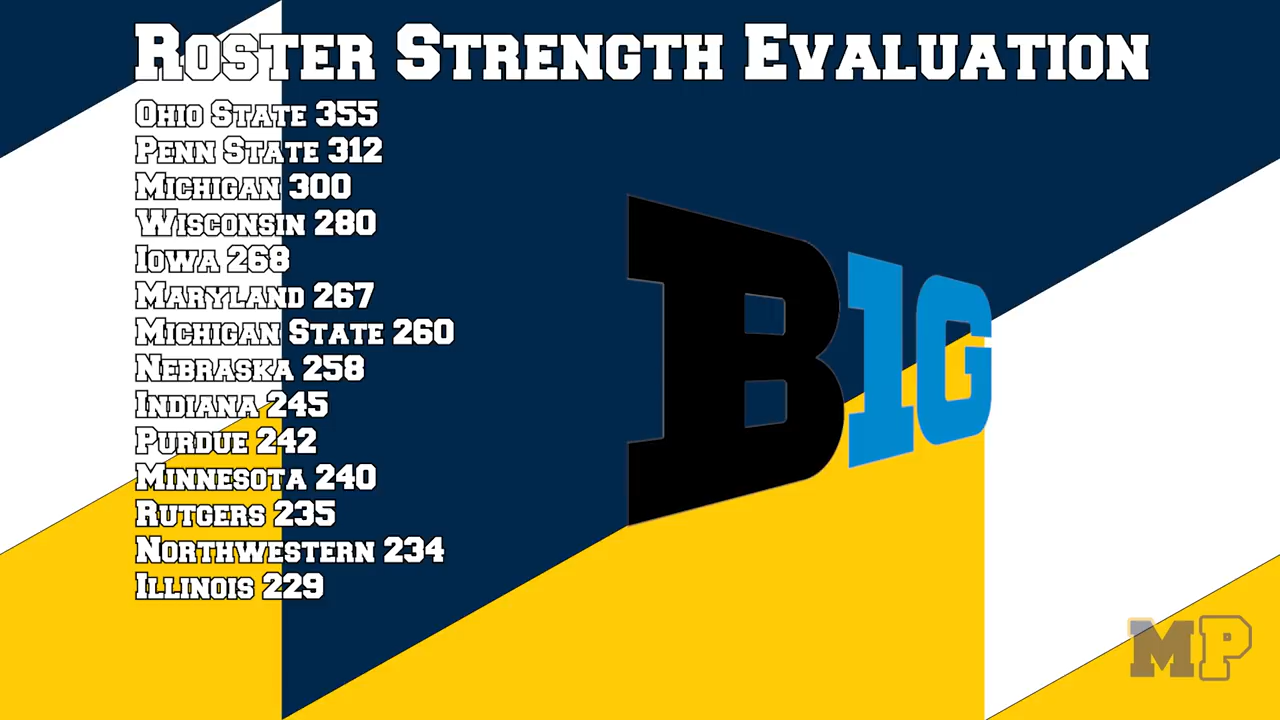 Roster Strength Evaluation
Ohio State 355
Penn State 312
Michigan 300
Wisconsin 280
Iowa 268
Maryland 267
Michigan State 260
Nebraska 258
Indiana 245
Purdue 242
Minnesota 240
Rutgers 235
Northwestern 234
Illinois 229
B1G
MP